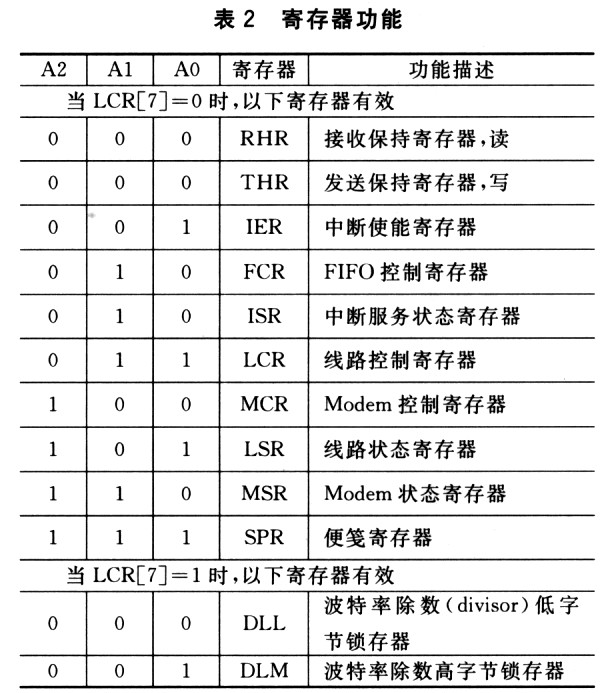 表 2 寄存器功能
A2 A1 A0 寄存器 功能描述
当 LCR[7]=0 时,以下寄存器有效
0 0 0 RHR 接收保持寄存器,读
0 0 0 THR 发送保持寄存器,写
0 0 1 IER 中断使能寄存器
0 1 0 FCR FIFO 控制寄存器
0 1 0 ISR 中断服务状态寄存器
0 1 1 LCR 线路控制寄存器
1 0 0 MCR Modem 控制寄存器
1 0 1 LSR 线路状态寄存器
1 1 0 MSR Modem 状态寄存器
1 1 1 SPR 便笺寄存器
当 LCR[7]=1 时,以下寄存器有效
0 0 0 DLL 波特率除数(divisor)低字
节锁存器
0 0 1 DLM 波特率除数高字节锁存器